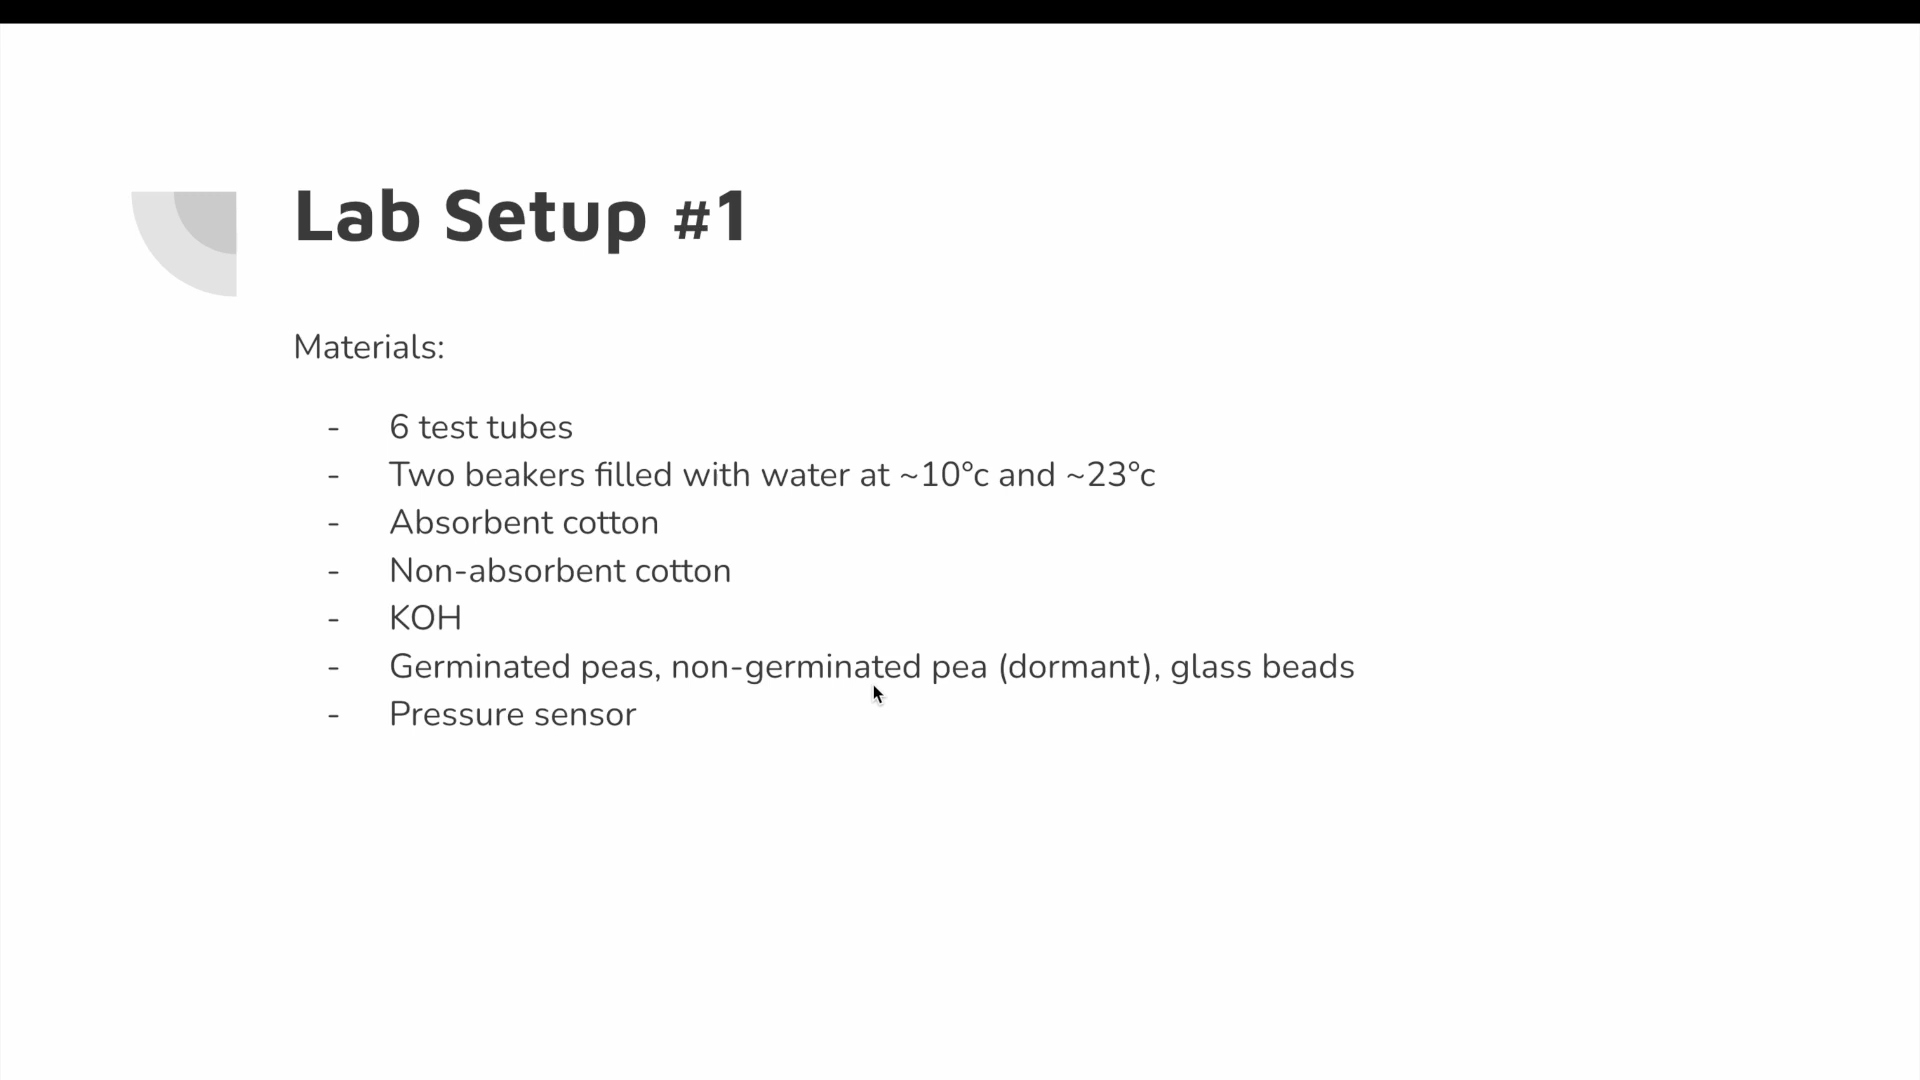 Lab Setup #1
Materials:
- 6 test tubes
- Two beakers filled with water at ~10°c and ~23°c
- Absorbent cotton
- Non-absorbent cotton
- KOH
- Germinated peas, non-germinated pea (dormant), glass beads
- Pressure sensor